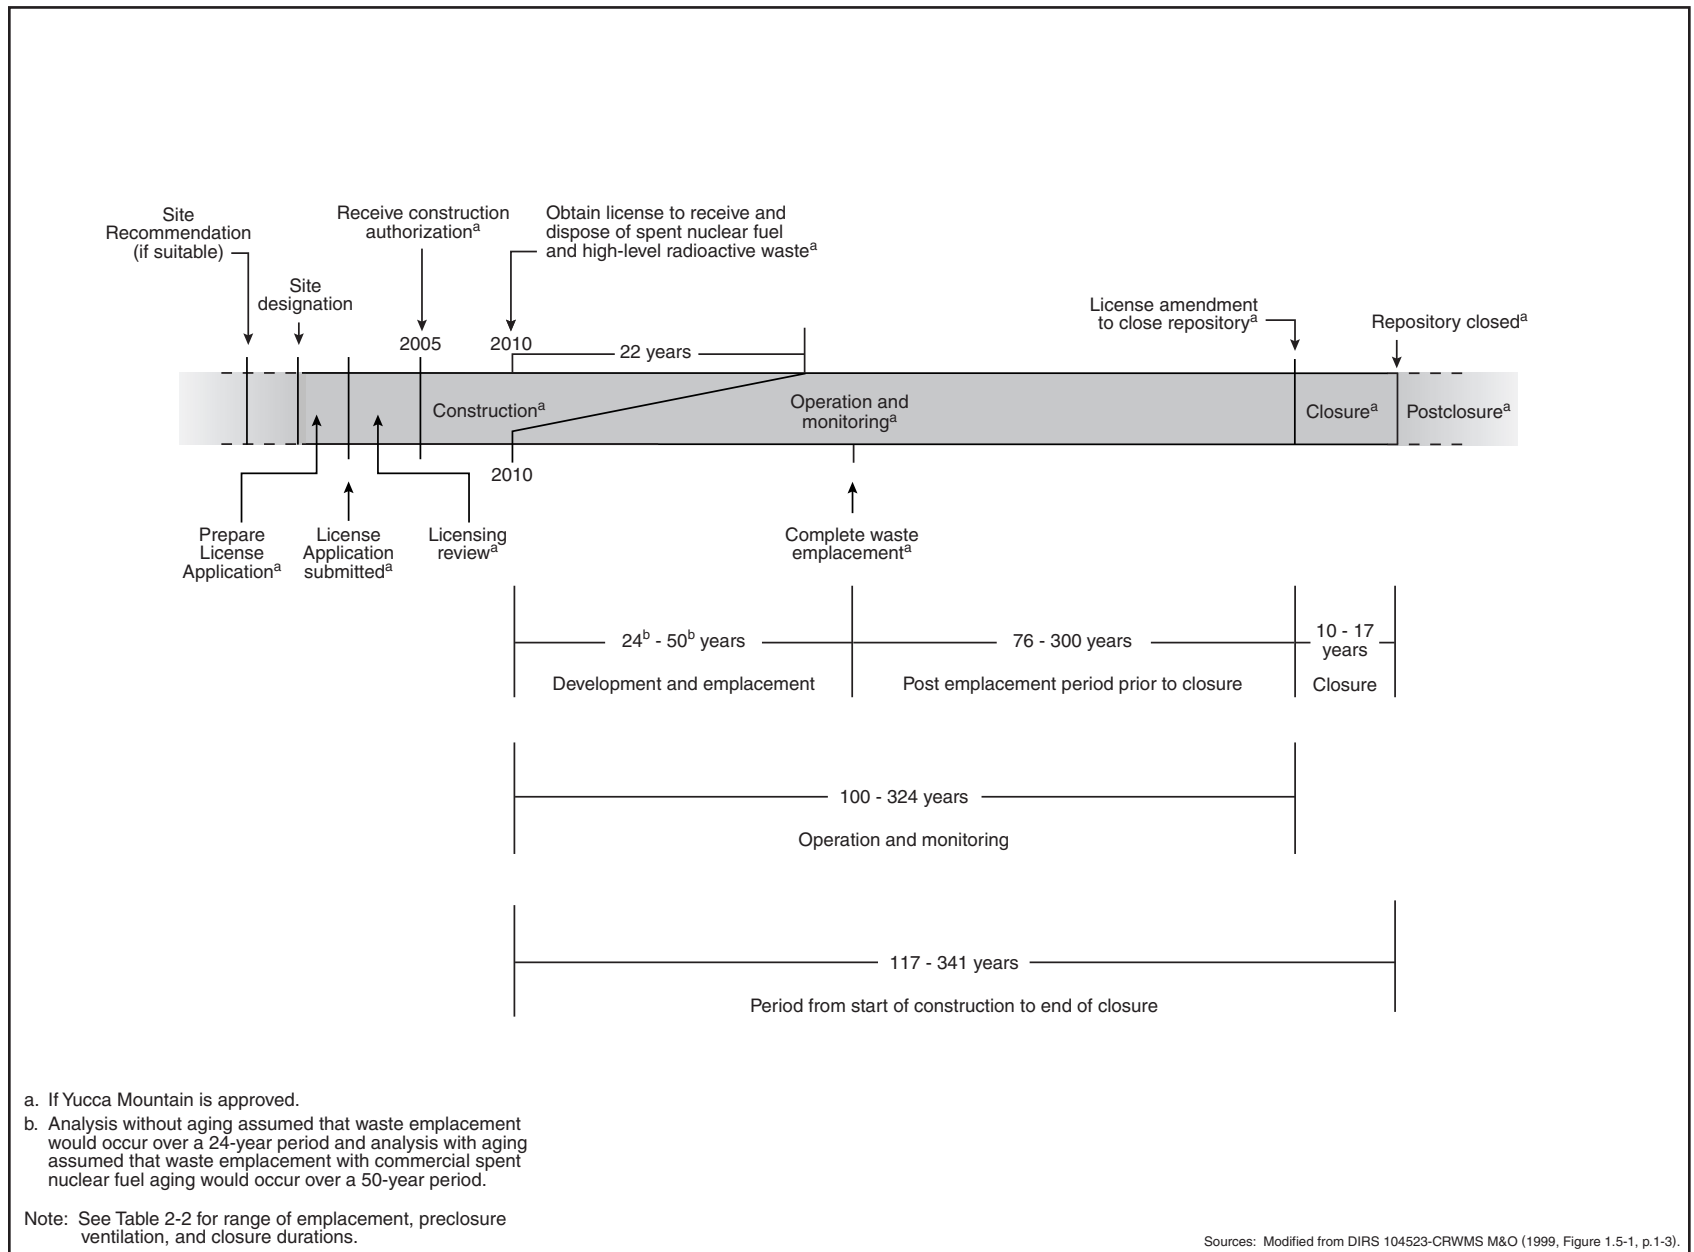 Site
Recommendation
(if suitable)
Site
designation
Receive construction
authorizationa
2005
Obtain license to receive and
dispose of spent nuclear fuel
and high-level radioactive wastea
2010
22 years
License amendment
to close repositorya
Repository closeda
Constructiona
Operation and
monitoringa
Closurea
Postclosurea
2010
Prepare
License
Applicationa
License
Application
submitteda
Licensing
reviewa
Complete waste
emplacementa
24b - 50b years
Development and emplacement
76 - 300 years
Post emplacement period prior to closure
10 - 17
years
Closure
100 - 324 years
Operation and monitoring
117 - 341 years
Period from start of construction to end of closure
a. If Yucca Mountain is approved.
b. Analysis without aging assumed that waste emplacement
would occur over a 24-year period and analysis with aging
assumed that waste emplacement with commercial spent
nuclear fuel aging would occur over a 50-year period.
Note: See Table 2-2 for range of emplacement, preclosure
ventilation, and closure durations.
Sources: Modified from DIRS 104523-CRWMS M&O (1999, Figure 1.5-1, p.1-3).